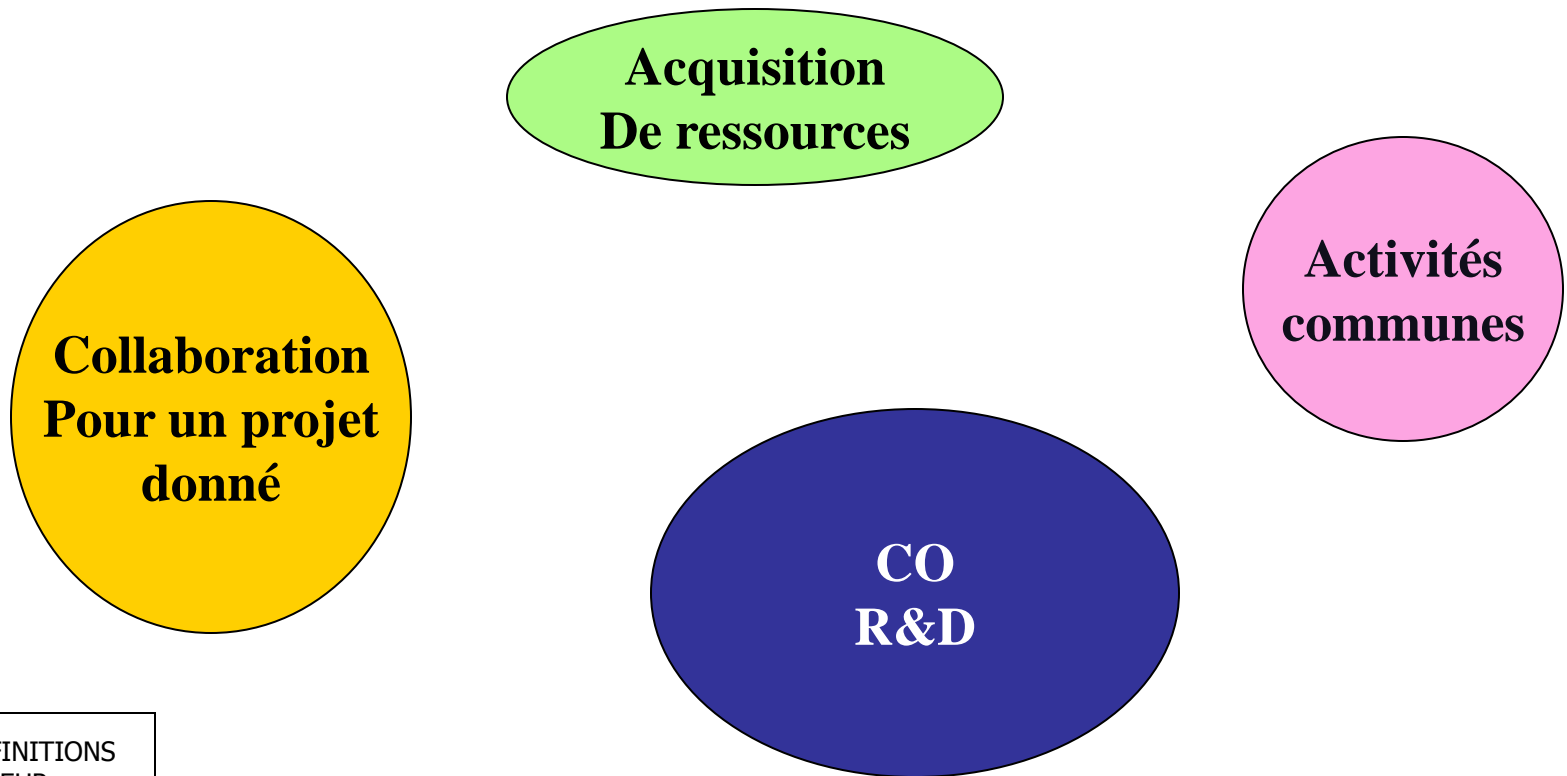 Acquisition
De ressources
Activités
communes
Collaboration
Pour un projet
donné
CO
R&D